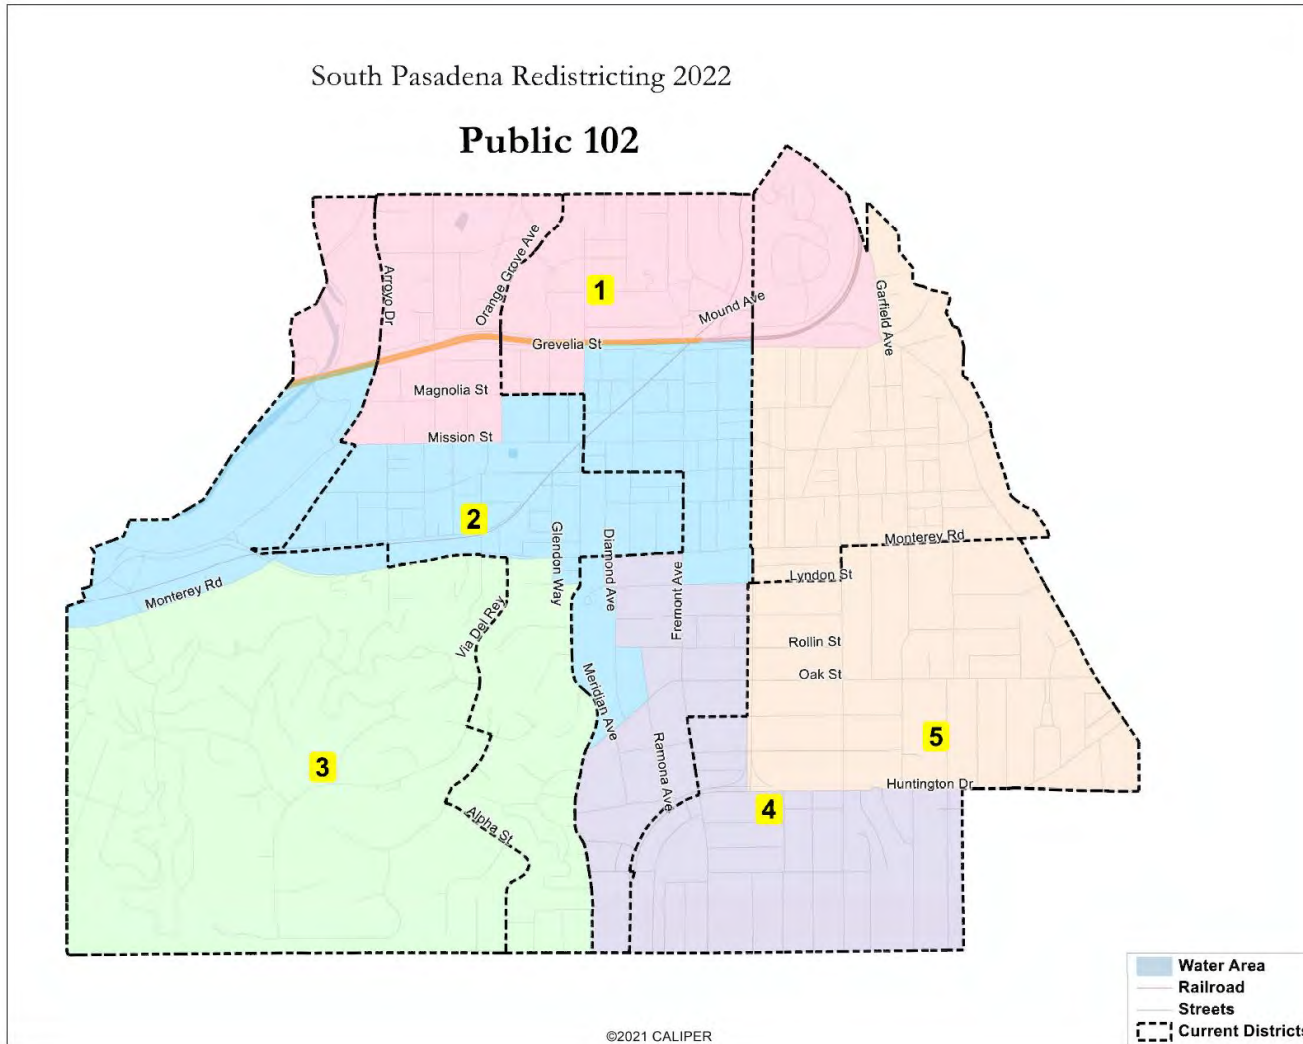 South Pasadena Redistricting 2022
Public 102
Orange Grove Ave
Arroyo Dr
1
Mound Ave
Garfield Ave
Grevelia St
Magnolia St
Mission St
2
Glendon Way
Diamond Ave
Fremont Ave
Monterey Rd
Lyndon St
Monterey Rd
Via Del Rey
Rollin St
Oak St
Meridian Ave
3
Ramona Ave
5
Huntington Dr
4
Alpha St
Water Area
Railroad
Streets
Current Districts
©2021 CALIPER